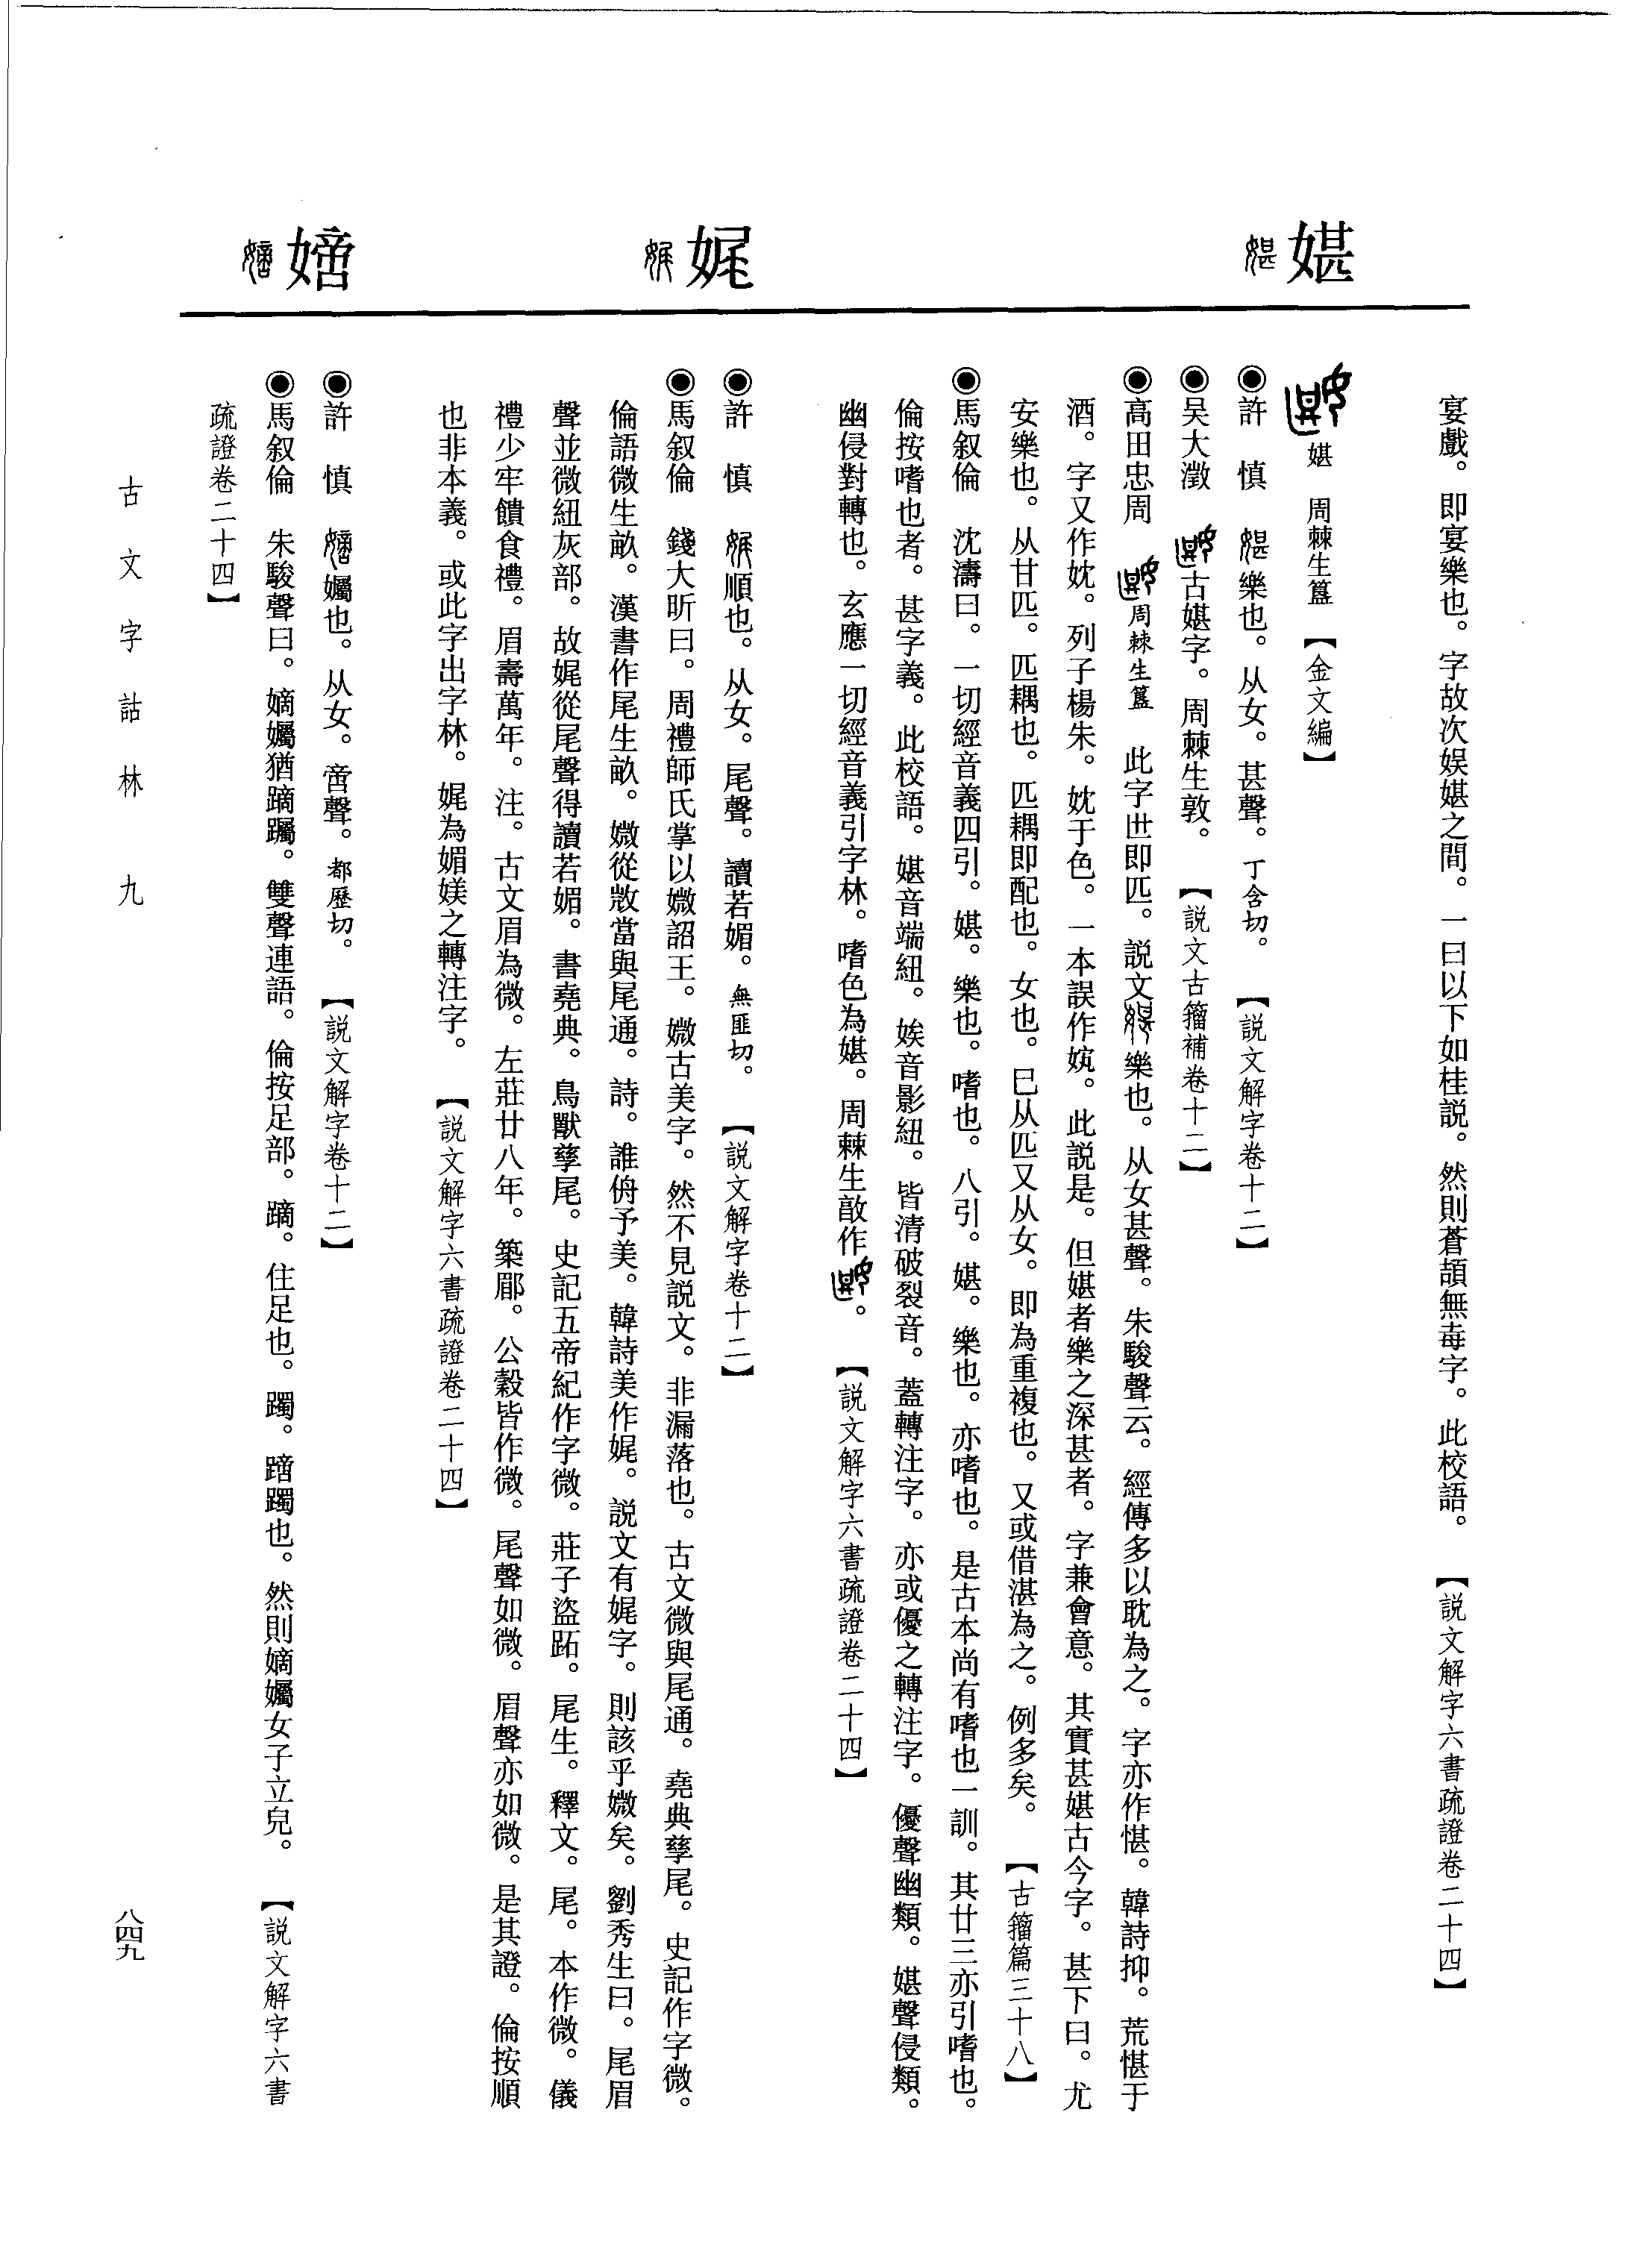 媅
娓
嫡
宴戲。即宴樂也。字故次娱媅之間。一曰以下如桂説。然則蒼頡無毒字。此校語。【説文解字六書疏證卷二十四】
媅 周棘生簋 【金文編】
◉許 慎 樂也。从女。甚聲。丁含切。【説文解字卷十二】
◉吴大澂 古媅字。周棘生敦。【説文古籀補卷十二】
◉高田忠周 周棘生簋 此字世即匹。説文 樂也。从女甚聲。朱駿聲云。經傳多以耽為之。字亦作愖。韓詩抑。荒愖于
酒。字又作妉。列子楊朱。妉于色。一本誤作㚫。此説是。但媅者樂之深甚者。字兼會意。其實甚媅古今字。甚下曰。尤
安樂也。从甘匹。匹耦也。匹耦即配也。女也。巳从匹又从女。即為重複也。又或借湛為之。例多矣。【古籀篇三十八】
◉馬叙倫 沈濤曰。一切經音義四引。媅。樂也。嗜也。八引。媅。樂也。亦嗜也。是古本尚有嗜也一訓。其廿三亦引嗜也。
倫按嗜也者。甚字義。此校語。媅音端紐。娭音影紐。皆清破裂音。蓋轉注字。亦或優之轉注字。優聲幽類。媅聲侵類。
幽侵對轉也。玄應一切經音義引字林。嗜色為媅。周棘生敲作 。【説文解字六書疏證卷二十四】
◉許 慎 順也。从女。尾聲。讀若媚。無匪切。【説文解字卷十二】
◉馬叙倫 錢大昕曰。周禮師氏掌以媺詔王。媺古美字。然不見説文。非漏落也。古文微與尾通。堯典孳尾。史記作字微。
倫語微生畝。漢書作尾生畝。媺從敳當與尾通。詩。誰侜予美。韓詩美作娓。説文有娓字。則該乎媺矣。劉秀生曰。尾眉
聲並微紐灰部。故娓從尾聲得讀若媚。書堯典。鳥獸孳尾。史記五帝紀作字微。莊子盜跖。尾生。釋文。尾。本作微。儀
禮少牢饋食禮。眉壽萬年。注。古文眉為微。左莊廿八年。築郿。公穀皆作微。尾聲如微。眉聲亦如微。是其證。倫按順
也非本義。或此字出字林。娓為媚媄之轉注字。【説文解字六書疏證卷二十四】
◉許 慎 孎也。从女。啻聲。都歷切。【説文解字卷十二】
◉馬叙倫 朱駿聲曰。嫡孎猶蹢躅。雙聲連語。倫按足部。蹢。住足也。躅。蹢躅也。然則嫡孎女子立皃。【説文解字六書
疏證卷二十四】
古文字詁林 九
八四九